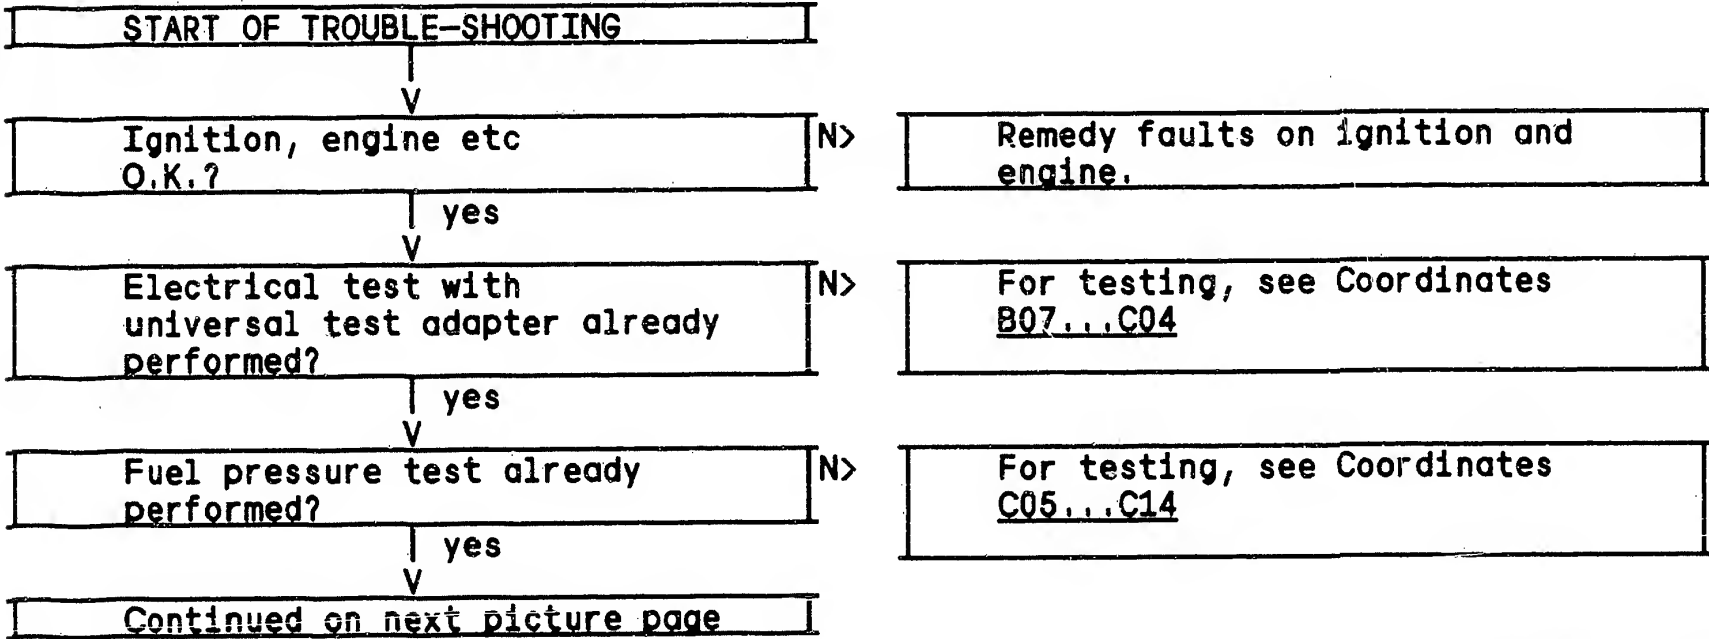 START OF TROUBLE-SHOOTING
V
Ignition, engine etc
O.K.?
N>
Remedy faults on ignition and
engine.
yes
V
Electrical test with
universal test adapter already
performed?
N>
For testing, see Coordinates
B07...C04
yes
V
Fuel pressure test already
performed?
N>
For testing, see Coordinates
C05...C14
yes
V
Continued on next picture page